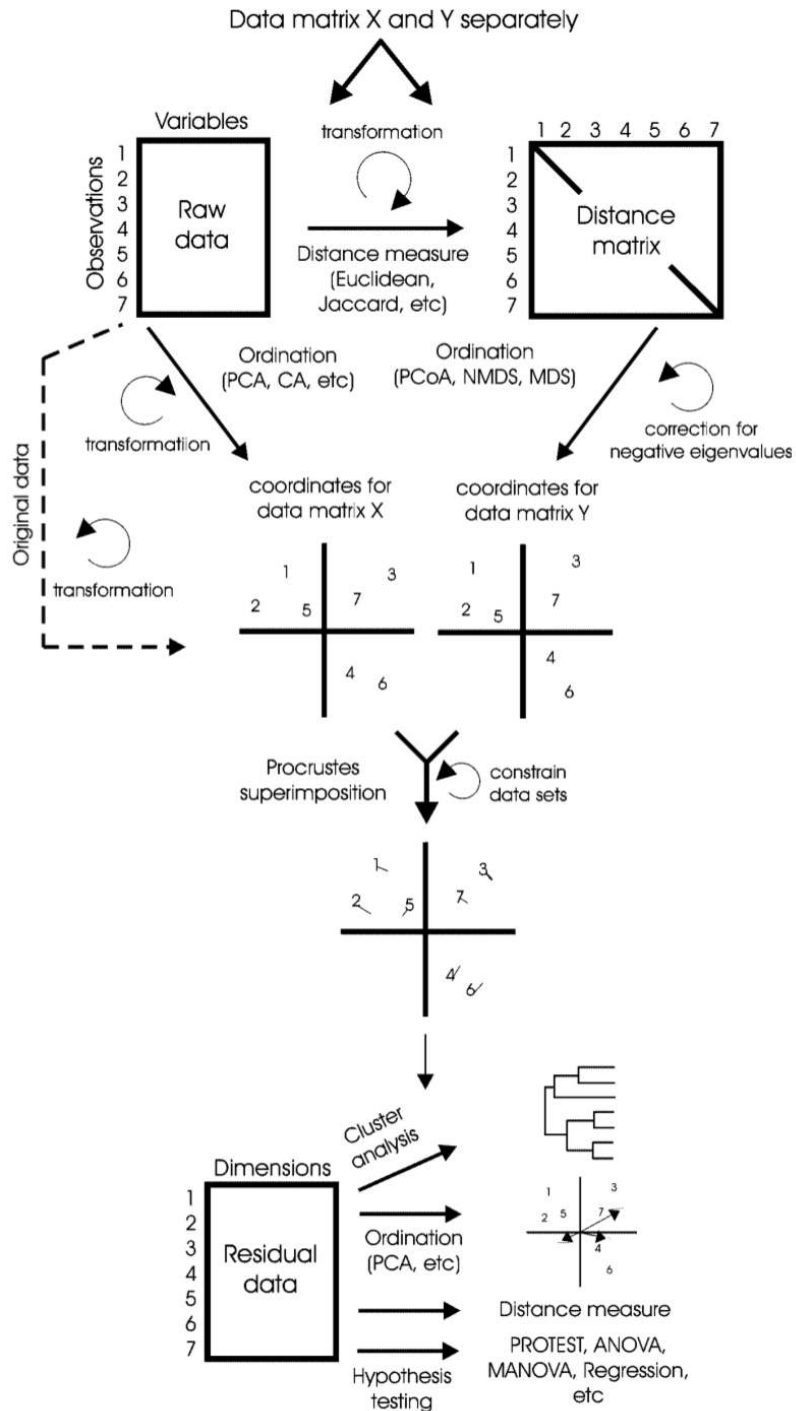 Data matrix X and Y separately
Variables
Observations
1
2
3
4
5
6
7
Raw
data
transformation
Distance measure
(Euclidean,
Jaccard, etc)
1 2 3 4 5 6 7
1
2
3
4
5
6
7
Distance
matrix
Ordination
(PCA, CA, etc)
Ordination
(PCoA, NMDS, MDS)
transformatiion
correction for
negative eigenvalues
Original data
transformation
coordinates for
data matrix X
coordinates for
data matrix Y
1
3
2
5
7
4
6
1
3
2
5
7
4
6
Procrustes
superimposition
constrain
data sets
1
3
2
5
7
4
6
Cluster
analysis
Dimensions
1
2
3
4
5
6
7
Residual
data
Ordination
(PCA, etc)
1
3
2
5
7
4
6
Distance measure
Hypothesis
testing
PROTEST, ANOVA,
MANOVA, Regression,
etc